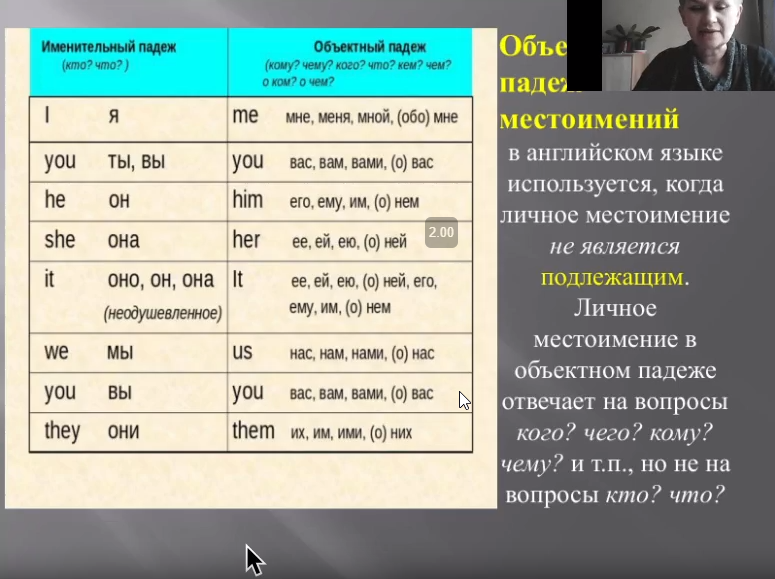 Именительный падеж Объектный падеж
(кто? что? ) (кому? чему? кого? что? кем? чем?
о ком? о чем?
I я me мне, меня, мной, (обо) мне
you ты, вы you вас, вам, вами, (о) вас
he он him его, ему, им, (о) нем
she она her ее, ей, ею, (о) ней
2.00
it оно, он, она It ее, ей, ею, (о) ней, его,
(неодушевленное) ему, им, (о) нем
we мы us нас, нам, нами, (о) нас
you вы you вас, вам, вами, (о) вас
they они them их, им, ими, (о) них
местоимений
в английском языке
используется, когда
личное местоимение
не является
подлежащим.
Личное
местоимение в
объектном падеже
отвечает на вопросы
кого? чего? кому?
чему? и т.п., но не на
вопросы кто? что?